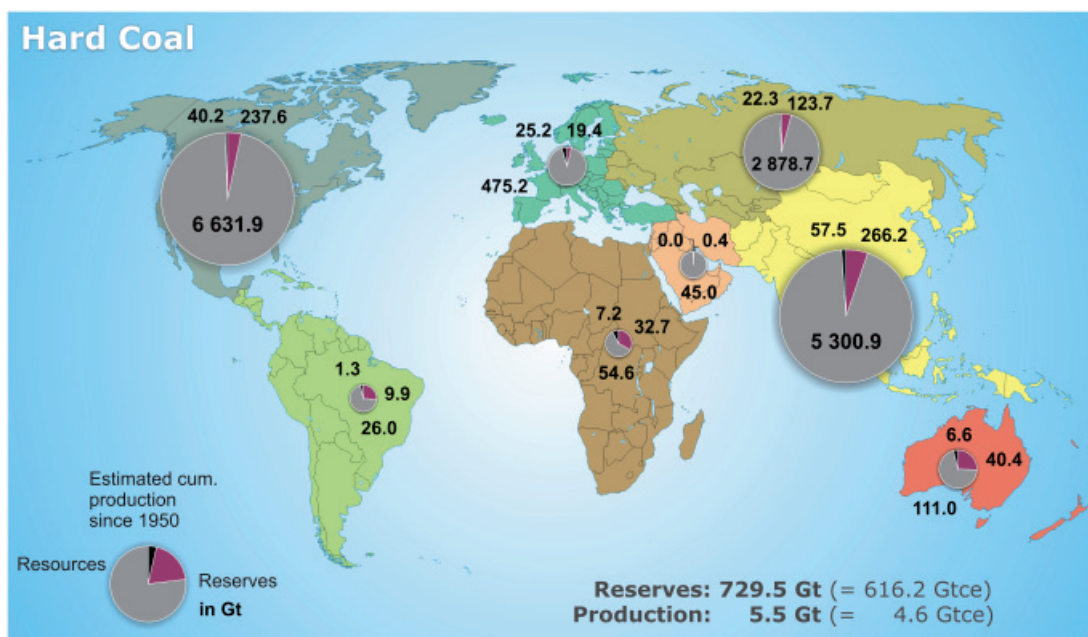 Hard Coal
40.2 237.6
6 631.9
25.2 19.4
475.2
22.3 123.7
2 878.7
57.5 266.2
5 300.9
0.0 0.4
45.0
7.2 32.7
54.6
1.3 9.9
26.0
6.6 40.4
111.0
Estimated cum.
production
since 1950
Resources
Reserves
in Gt
Reserves: 729.5 Gt (= 616.2 Gtce)
Production: 5.5 Gt (= 4.6 Gtce)